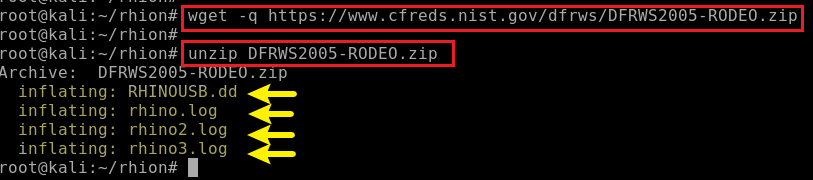 root@kali:~/rhion# wget -q https://www.cfreds.nist.gov/dfrws/DFRWS2005-RODEO.zip
root@kali:~/rhion#
root@kali:~/rhion# unzip DFRWS2005-RODEO.zip
Archive:  DFRWS2005-RODEO.zip
  inflating: RHINOUSB.dd
  inflating: rhino.log
  inflating: rhino2.log
  inflating: rhino3.log
root@kali:~/rhion#